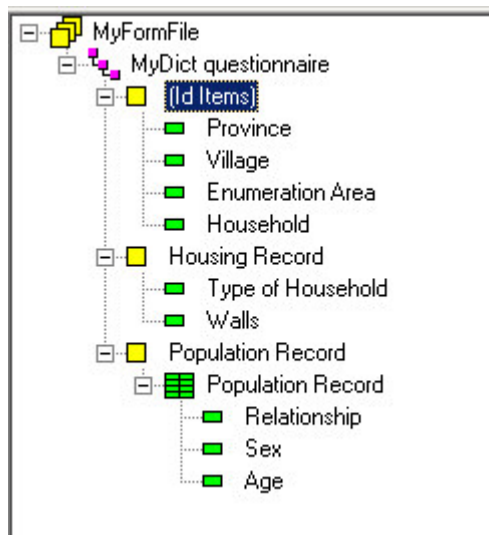 MyFormFile
MyDict questionnaire
(Id Items)
Province
Village
Enumeration Area
Household
Housing Record
Type of Household
Walls
Population Record
Population Record
Relationship
Sex
Age